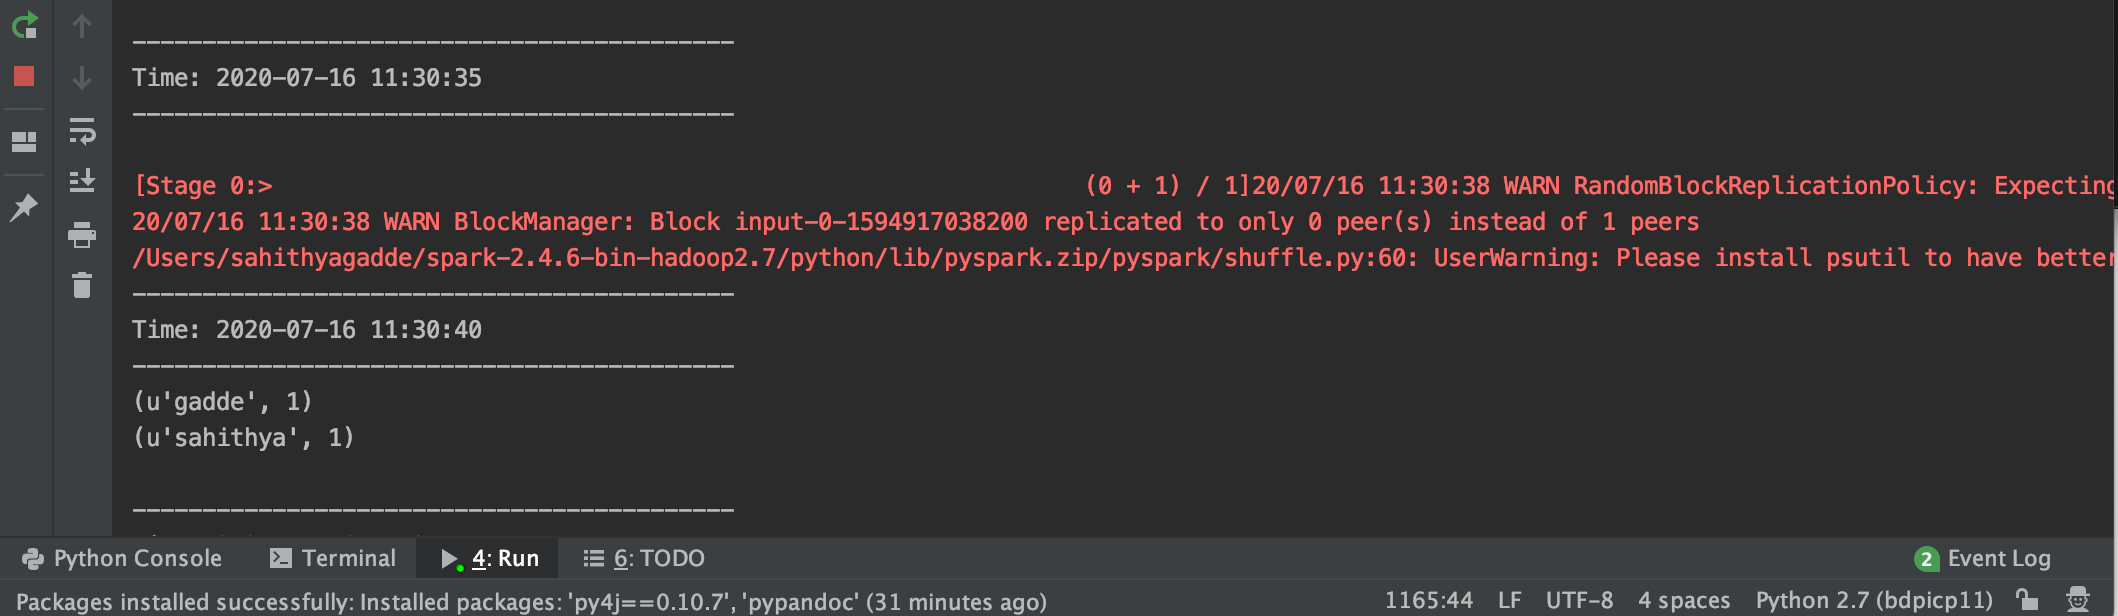 ------------------------------------------
Time: 2020-07-16 11:30:35
------------------------------------------
[Stage 0:> (0 + 1) / 1]20/07/16 11:30:38 WARN RandomBlockReplicationPolicy: Expecting
20/07/16 11:30:38 WARN BlockManager: Block input-0-1594917038200 replicated to only 0 peer(s) instead of 1 peers
/Users/sahithyagadde/spark-2.4.6-bin-hadoop2.7/python/lib/pyspark.zip/pyspark/shuffle.py:60: UserWarning: Please install psutil to have better
-------------------------------------------
Time: 2020-07-16 11:30:40
-------------------------------------------
(u'gadde', 1)
(u'sahithya', 1)
-------------------------------------------
Python Console Terminal 4: Run 6: TODO 2 Event Log
Packages installed successfully: Installed packages: 'py4j==0.10.7', 'pypandoc' (31 minutes ago) 1165:44 LF UTF-8 4 spaces Python 2.7 (bdpicp11)